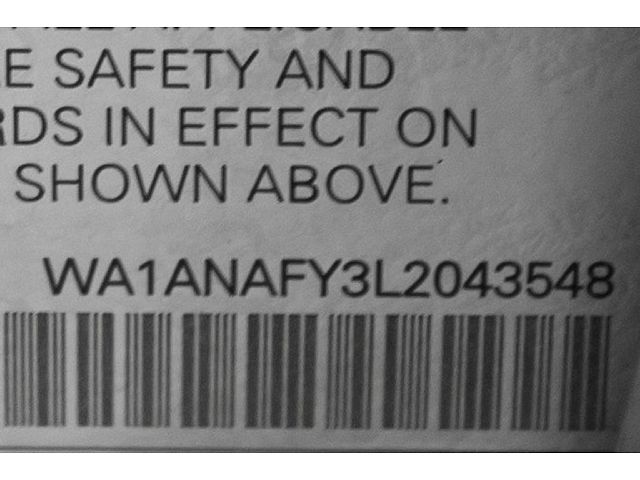 E SAFETY AND
RDS IN EFFECT ON
SHOWN ABOVE.
WA1ANAFY3L2043548